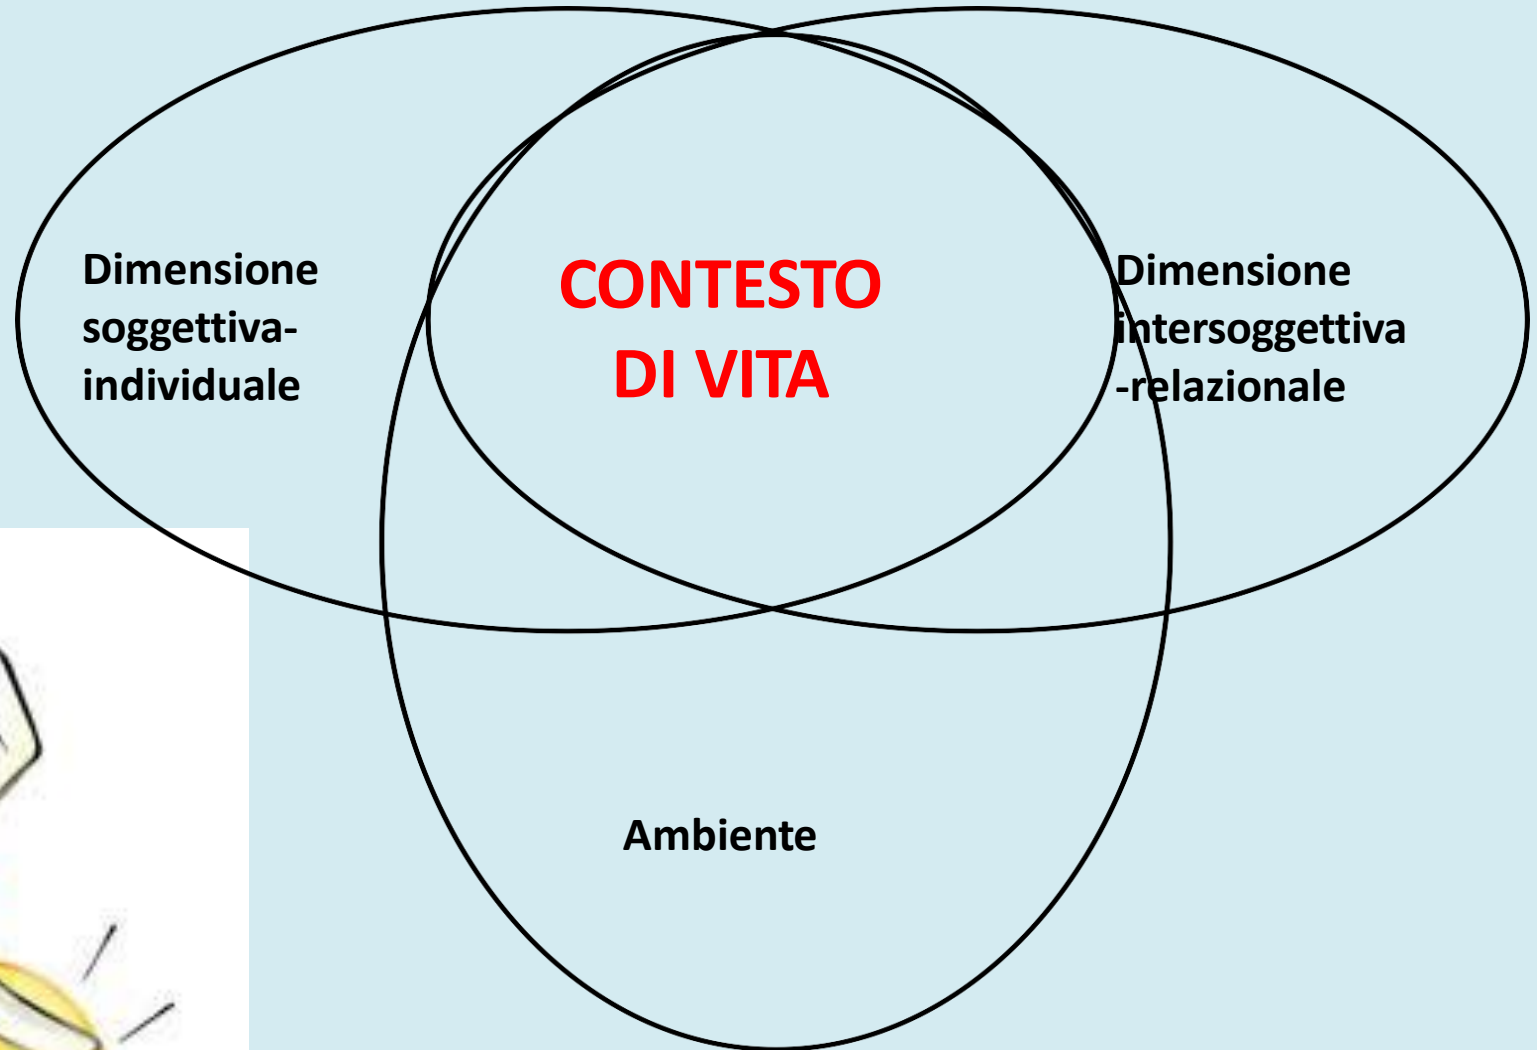 Dimensione
soggettiva-
individuale
CONTESTO
DI VITA
Dimensione
intersoggettiva
-relazionale
Ambiente